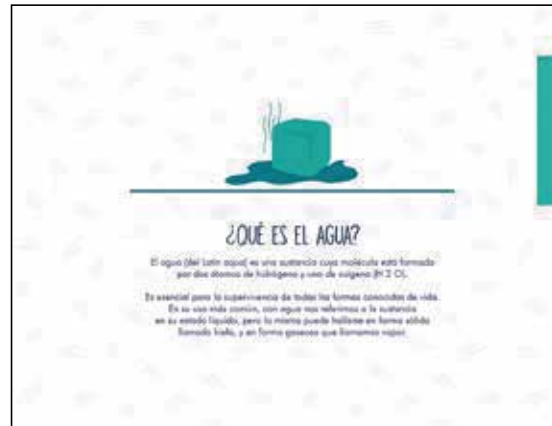 ¿QUÉ ES EL AGUA?
El agua (del Latín aqua) es una sustancia cuya molécula está formada
por dos átomos de hidrógeno y uno de oxígeno (H 2 O).
Es esencial para la supervivencia de todas las formas conocidas de vida.
En su uso más común, con agua nos referimos a la sustancia
en su estado líquido, pero la misma puede hallarse en forma sólida
llamada hielo, y en forma gaseosa que llamamos vapor.